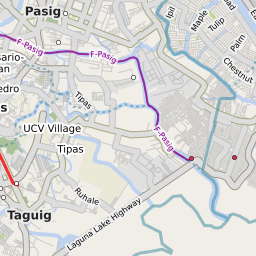 Pasig
F-Pasig
F-Pasig
Ipil
Maple
Tulip
Palm
Chestnut
Tipas
UCV Village
Tipas
F-Pasig
Ruhale
Taguig
Laguna Lake Highway